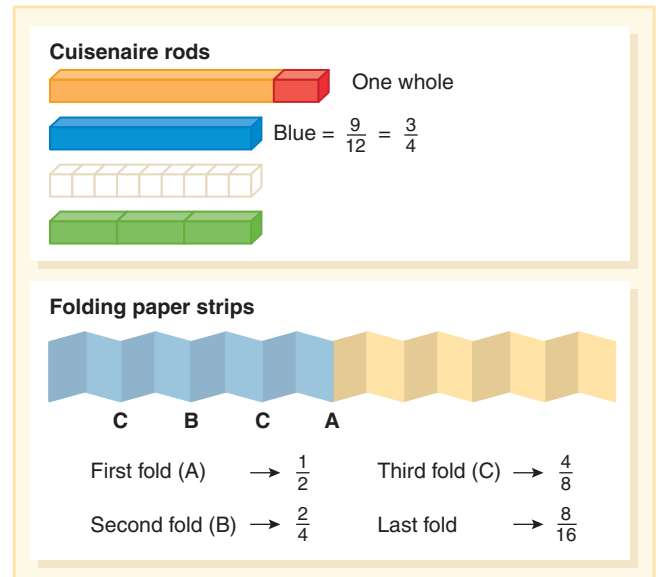 Cuisenaire rods
One whole
Blue = 9/12 = 3/4
Folding paper strips
C B C A
First fold (A) → 1/2 Third fold (C) → 4/8
Second fold (B) → 2/4 Last fold → 8/16